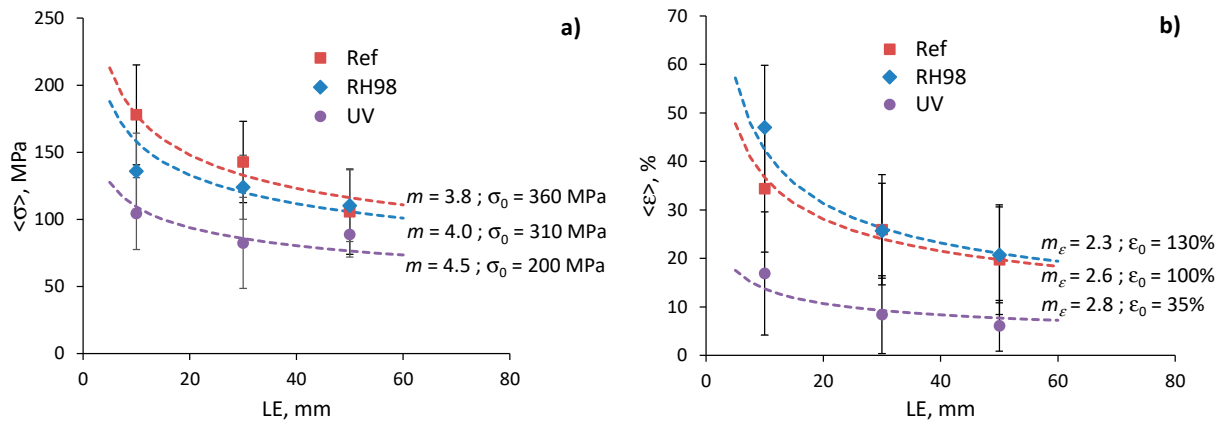 a)
250
200
150
100
50
0
<σ>, MPa
Ref
RH98
UV
m = 3.8 ; σ₀ = 360 MPa
m = 4.0 ; σ₀ = 310 MPa
m = 4.5 ; σ₀ = 200 MPa
0 20 40 60 80
LE, mm
b)
70
60
50
40
30
20
10
0
<ε>, %
Ref
RH98
UV
mε = 2.3 ; ε₀ = 130%
mε = 2.6 ; ε₀ = 100%
mε = 2.8 ; ε₀ = 35%
0 20 40 60 80
LE, mm